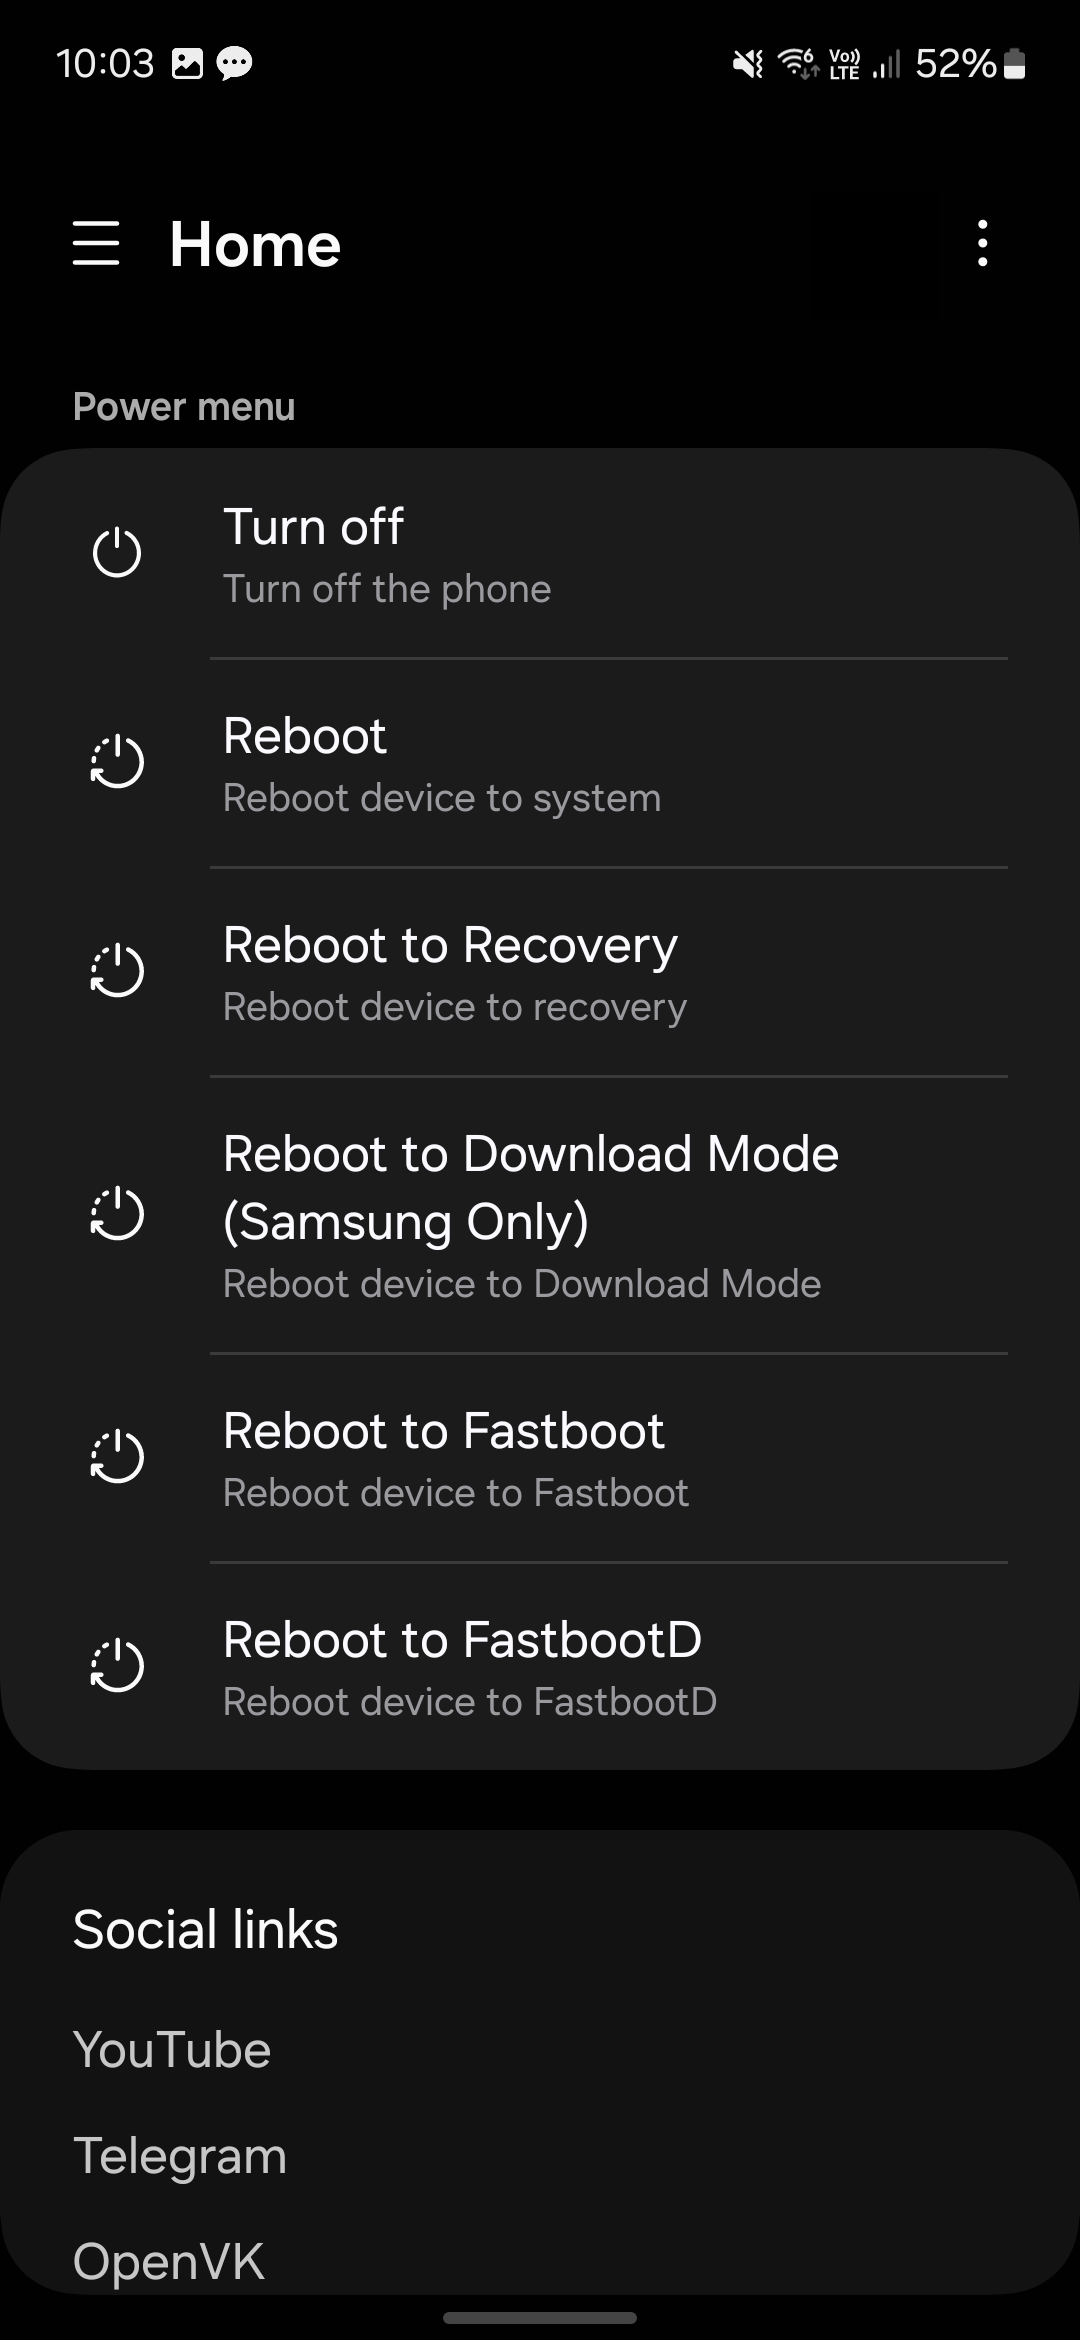 10:03
6 Vo)) LTE 52%
Home
Power menu
Turn off
Turn off the phone
Reboot
Reboot device to system
Reboot to Recovery
Reboot device to recovery
Reboot to Download Mode
(Samsung Only)
Reboot device to Download Mode
Reboot to Fastboot
Reboot device to Fastboot
Reboot to FastbootD
Reboot device to FastbootD
Social links
YouTube
Telegram
OpenVK